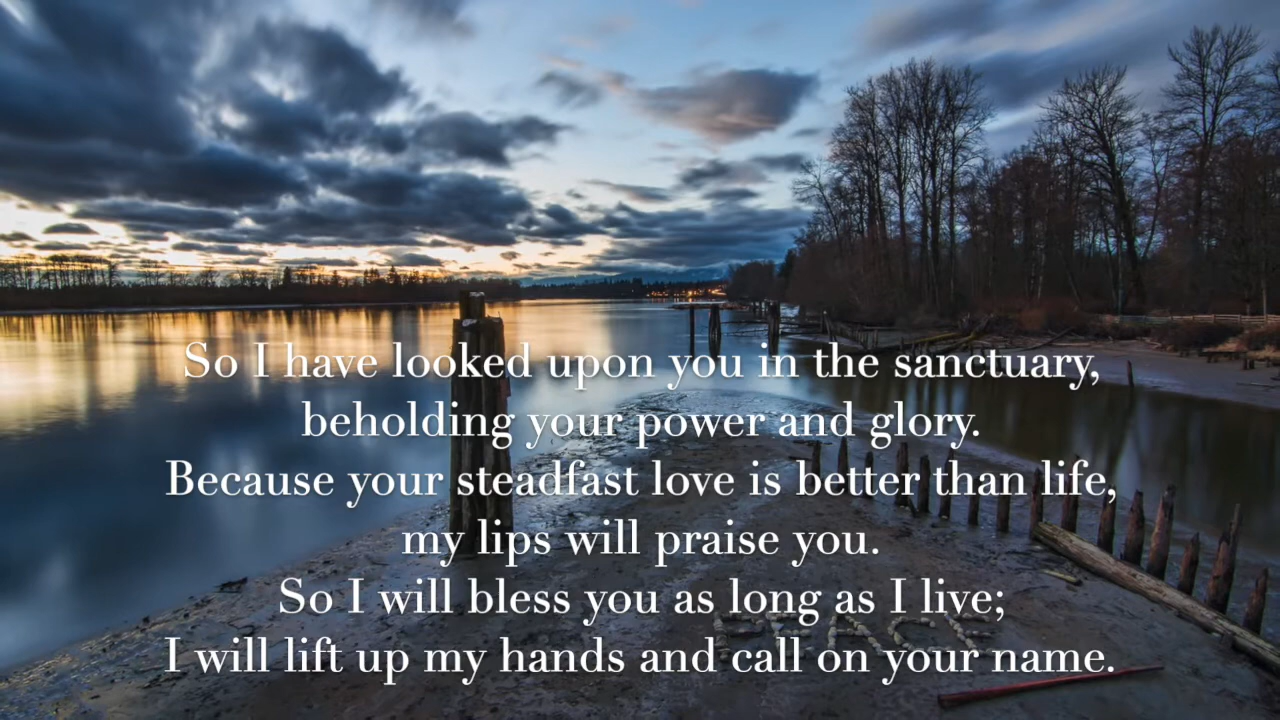 So I have looked upon you in the sanctuary,
beholding your power and glory.
Because your steadfast love is better than life,
my lips will praise you.
So I will bless you as long as I live;
PEACE
I will lift up my hands and call on your name.